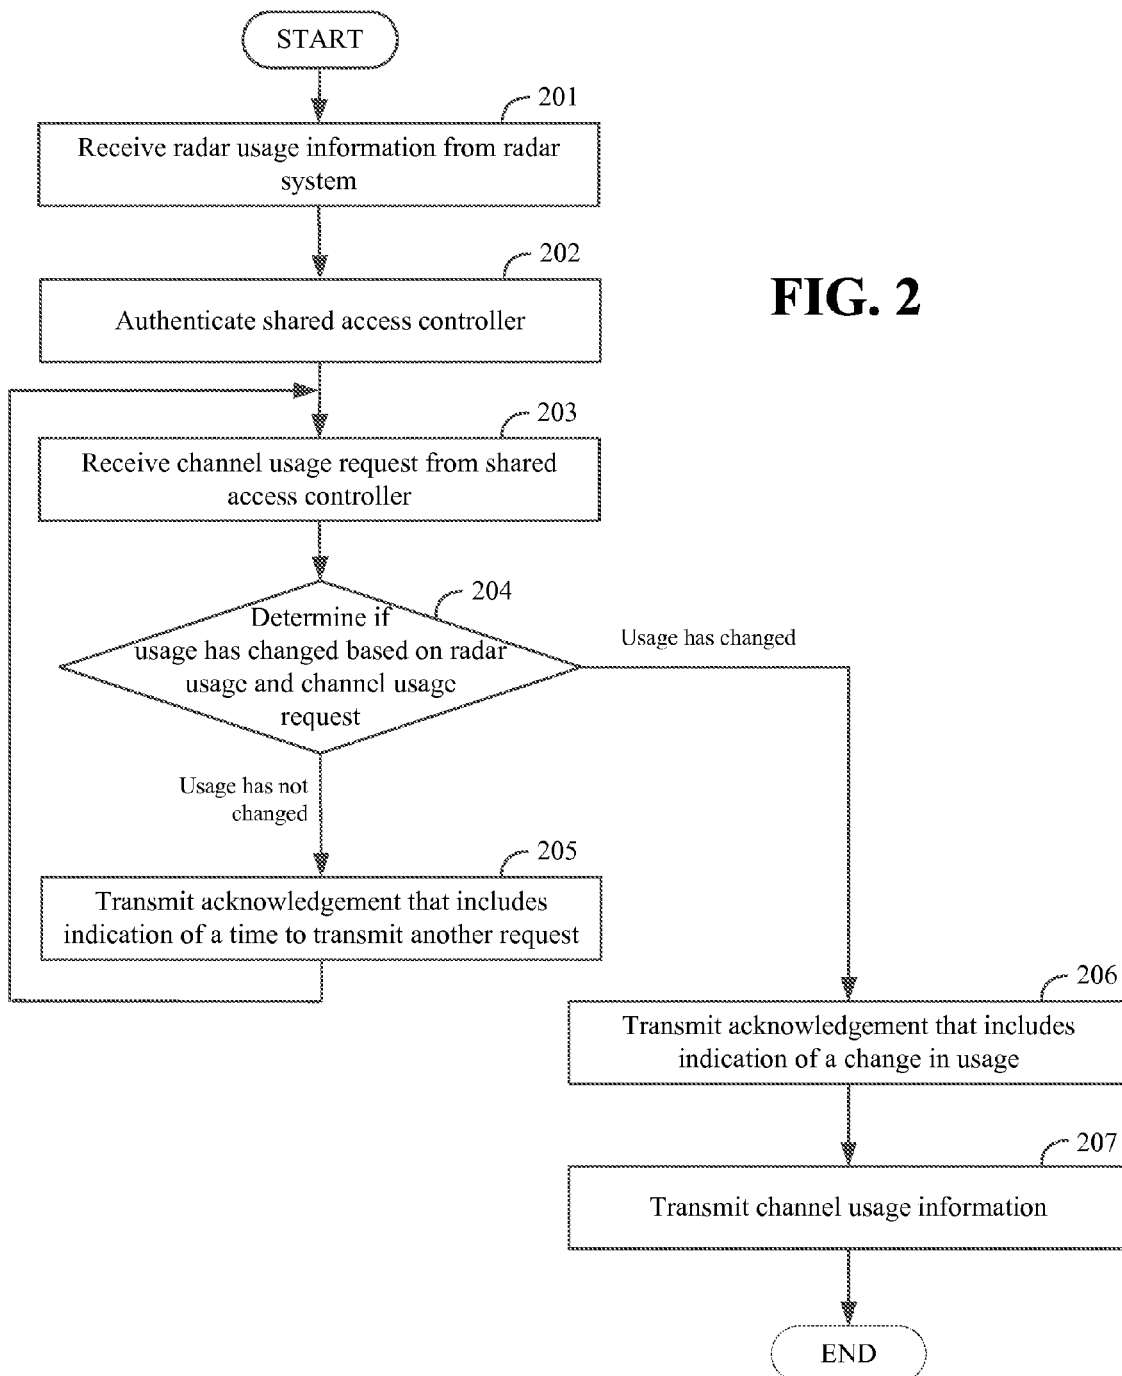 START
201
Receive radar usage information from radar
system
202
Authenticate shared access controller
FIG. 2
203
Receive channel usage request from shared
access controller
204
Determine if
usage has changed based on radar
usage and channel usage
request
Usage has changed
Usage has not
changed
205
Transmit acknowledgement that includes
indication of a time to transmit another request
206
Transmit acknowledgement that includes
indication of a change in usage
207
Transmit channel usage information
END